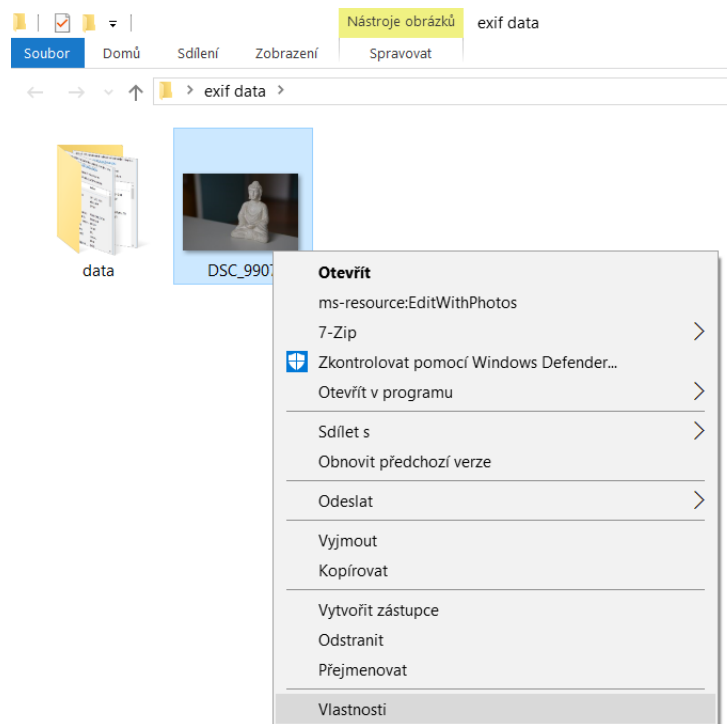 Nástroje obrázků exif data
Soubor Domů Sdílení Zobrazení Spravovat
exif data
data
DSC_9907
Otevřít
ms-resource:EditWithPhotos
7-Zip
Zkontrolovat pomocí Windows Defender...
Otevřít v programu
Sdílet s
Obnovit předchozí verze
Odeslat
Vyjmout
Kopírovat
Vytvořit zástupce
Odstranit
Přejmenovat
Vlastnosti